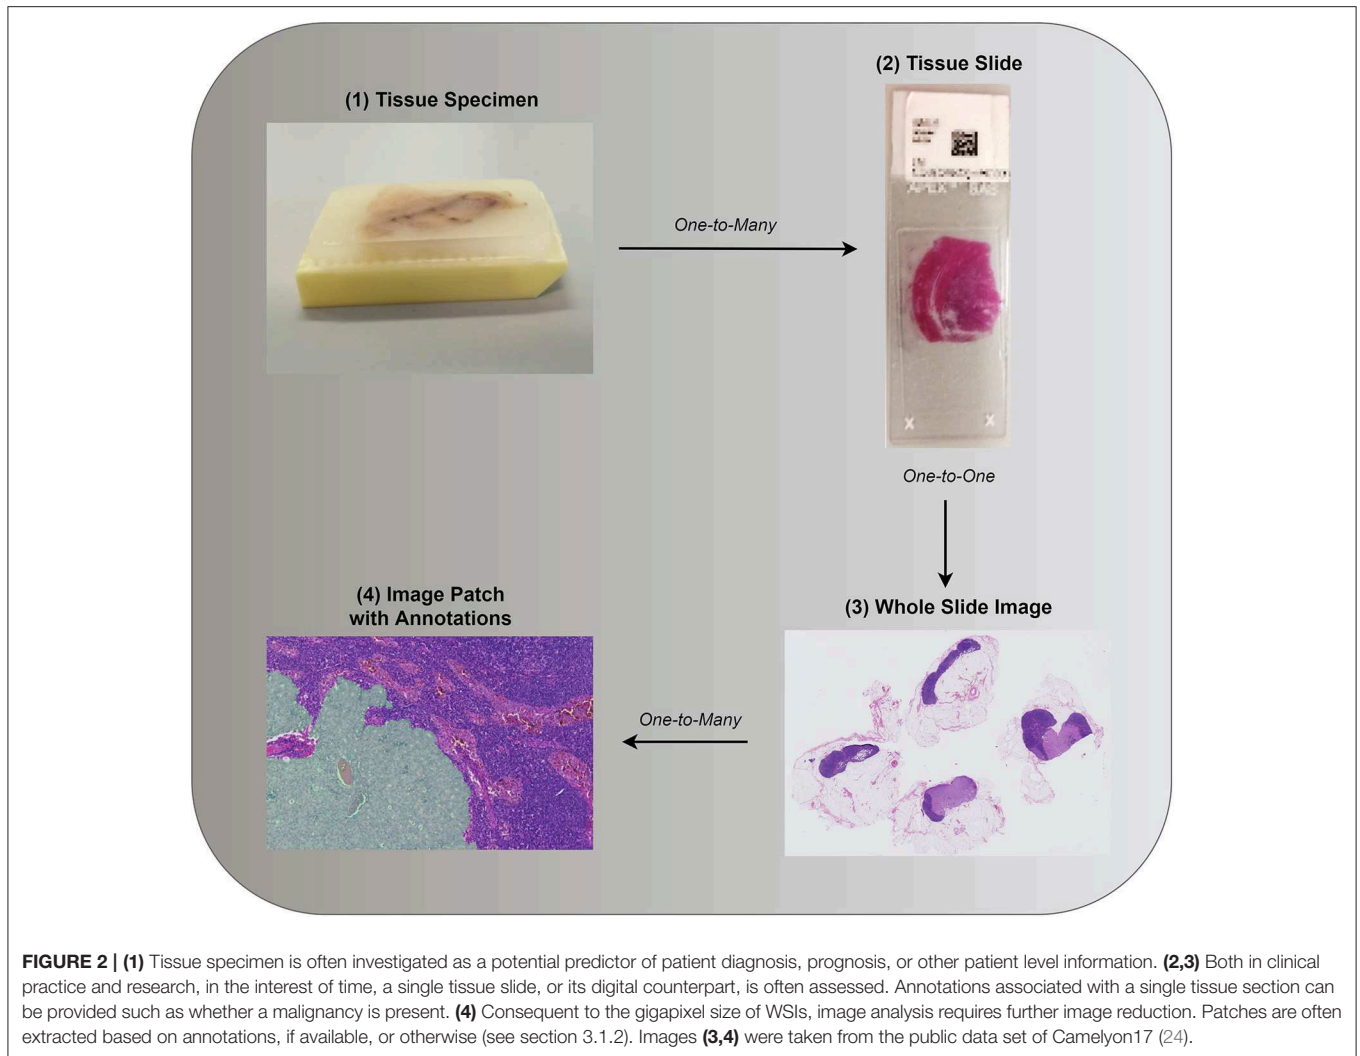 (1) Tissue Specimen
(2) Tissue Slide
One-to-Many
X X
One-to-One
(3) Whole Slide Image
(4) Image Patch
with Annotations
One-to-Many
FIGURE 2 | (1) Tissue specimen is often investigated as a potential predictor of patient diagnosis, prognosis, or other patient level information. (2,3) Both in clinical
practice and research, in the interest of time, a single tissue slide, or its digital counterpart, is often assessed. Annotations associated with a single tissue section can
be provided such as whether a malignancy is present. (4) Consequent to the gigapixel size of WSIs, image analysis requires further image reduction. Patches are often
extracted based on annotations, if available, or otherwise (see section 3.1.2). Images (3,4) were taken from the public data set of Camelyon17 (24).